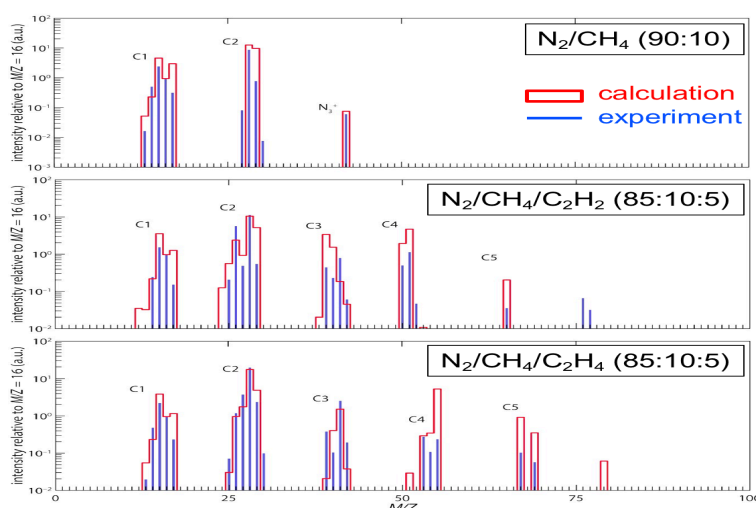 N₂/CH₄ (90:10)
calculation
experiment
C1
C2
N₃⁺
intensity relative to M/Z = 16 (a.u.)
10²
10¹
10⁰
10⁻¹
10⁻²
10⁻³
N₂/CH₄/C₂H₂ (85:10:5)
C1
C2
C3
C4
C5
intensity relative to M/Z = 16 (a.u.)
10²
10¹
10⁰
10⁻¹
10⁻²
N₂/CH₄/C₂H₄ (85:10:5)
C1
C2
C3
C4
C5
intensity relative to M/Z = 16 (a.u.)
10²
10¹
10⁰
10⁻¹
10⁻²
0 25 50 75 100
M/Z